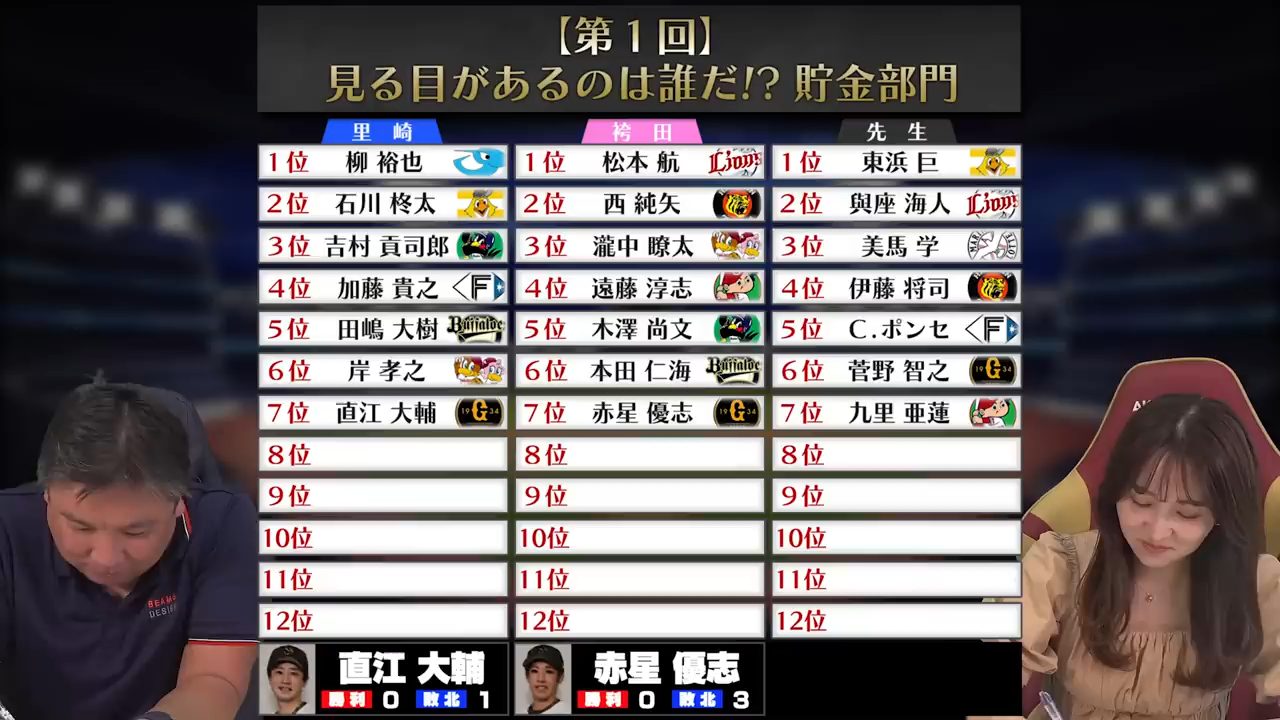 【第1回】
見る目があるのは誰だ!? 貯金部門
里崎 袴田 先生
1位 柳 裕也 1位 松本 航 Lions 1位 東浜 巨
2位 石川 柊太 2位 西 純矢 2位 與座 海人 Lions
3位 吉村 貢司郎 3位 瀧中 瞭太 3位 美馬 学
4位 加藤 貴之 F 4位 遠藤 淳志 4位 伊藤 将司
5位 田嶋 大樹 Buffaloes 5位 木澤 尚文 5位 C.ポンセ F
6位 岸 孝之 6位 本田 仁海 Buffaloes 6位 菅野 智之 19G34
7位 直江 大輔 19G34 7位 赤星 優志 19G34 7位 九里 亜蓮
8位 8位 8位
9位 9位 9位
10位 10位 10位
11位 11位 11位
12位 12位 12位
直江 大輔 赤星 優志
勝利 0 敗北 1 勝利 0 敗北 3